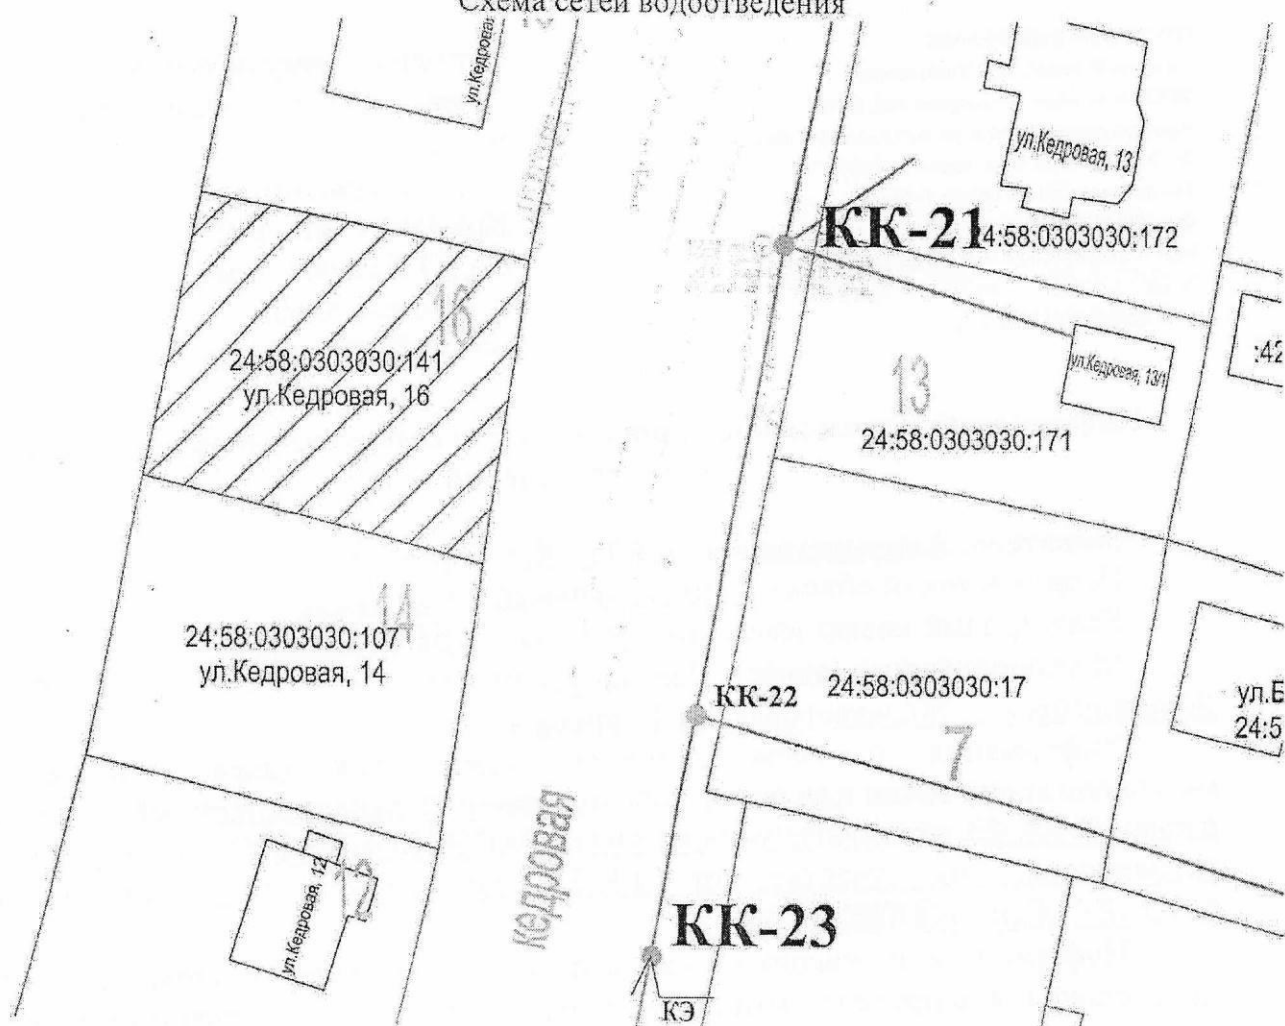 Схема сетей водоотведения
ул.Кедровая
ул.Кедровая, 13
КК-21
4:58:0303030:172
16
24:58:0303030:141
ул.Кедровая, 16
ул.Кедровая, 13/1
:42
13
24:58:0303030:171
14
24:58:0303030:107
ул.Кедровая, 14
КК-22
24:58:0303030:17
7
ул.Б
24:5
кедровая
12
ул.Кедровая, 12
КК-23
КЭ